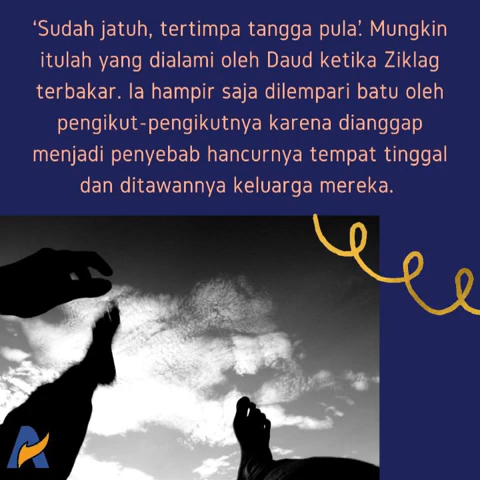 ‘Sudah jatuh, tertimpa tangga pula’. Mungkin
itulah yang dialami oleh Daud ketika Ziklag
terbakar. Ia hampir saja dilempari batu oleh
pengikut-pengikutnya karena dianggap
menjadi penyebab hancurnya tempat tinggal
dan ditawannya keluarga mereka.